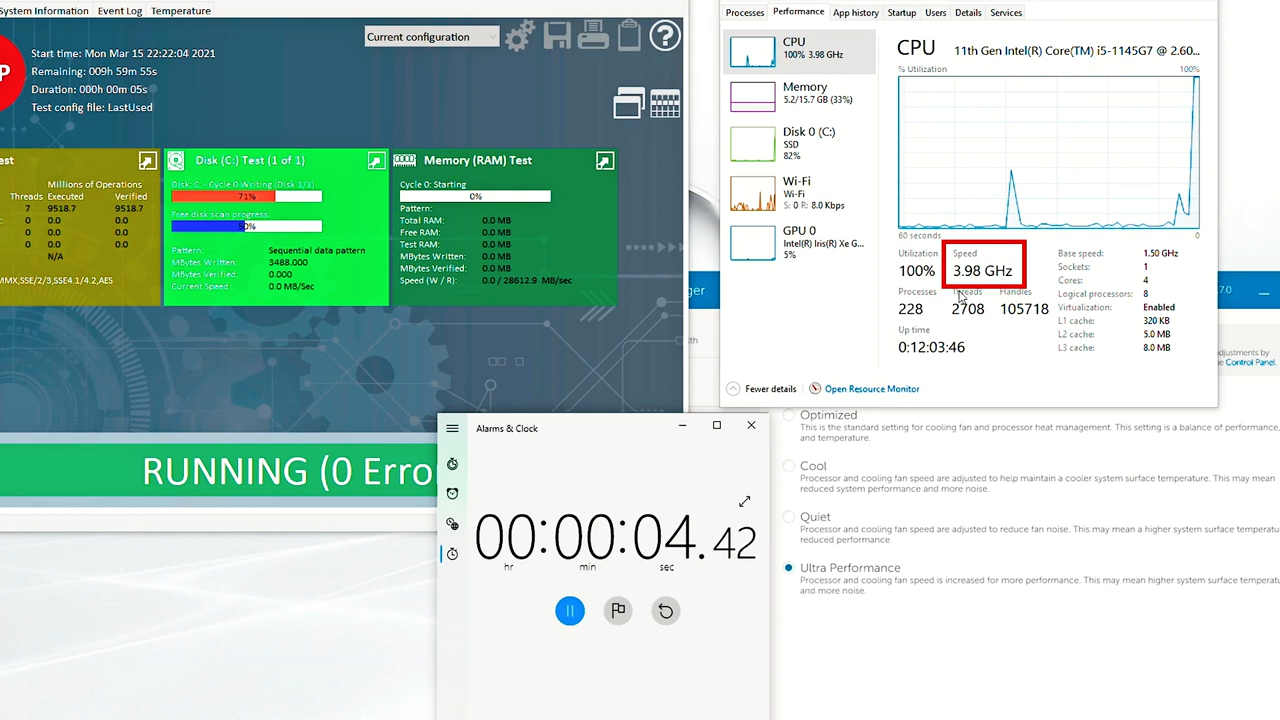 System Information Event Log Temperature
P
Start time: Mon Mar 15 22:22:04 2021
Remaining: 009h 59m 55s
Duration: 000h 00m 05s
Test config file: LastUsed
Current configuration
?
est
Millions of Operations
Threads Executed Verified
7 9518.7 9518.7
0 0.0 0.0
0 0.0 0.0
0 0.0 0.0
N/A
MMX,SSE/2/3,SSE4.1/4.2,AES
Disk (C:) Test (1 of 1)
Disk: C: - Cycle 0 Writing (Disk 1/1)
71%
Free disk scan progress:
50%
Pattern: Sequential data pattern
MBytes Written: 3488.000
MBytes Verified: 0.000
Current Speed: 0.0 MB/Sec
Memory (RAM) Test
Cycle 0: Starting
0%
Pattern:
Total RAM: 0.0 MB
Free RAM: 0.0 MB
Test RAM: 0.0 MB
MBytes Written: 0.0 MB
MBytes Verified: 0.0 MB
Speed (W / R): 0.0 / 28612.9 MB/sec
RUNNING (0 Erro
Processes Performance App history Startup Users Details Services
CPU
100% 3.98 GHz
Memory
5.2/15.7 GB (33%)
Disk 0 (C:)
SSD
82%
Wi-Fi
Wi-Fi
S: 0 R: 8.0 Kbps
GPU 0
Intel(R) Iris(R) Xe G...
5%
CPU 11th Gen Intel(R) Core(TM) i5-1145G7 @ 2.60...
% Utilization 100%
60 seconds 0
Utilization Speed
100% 3.98 GHz
Processes Threads Handles
228 2708 105718
Up time
0:12:03:46
Base speed: 1.50 GHz
Sockets: 1
Cores: 4
Logical processors: 8
Virtualization: Enabled
L1 cache: 320 KB
L2 cache: 5.0 MB
L3 cache: 8.0 MB
Fewer details Open Resource Monitor
ger
7.0
th
adjustments by
he Control Panel.
Alarms & Clock
00:00:04.42
hr min sec
Optimized
This is the standard setting for cooling fan and processor heat management. This setting is a balance of performance,
and temperature.
Cool
Processor and cooling fan speed are adjusted to help maintain a cooler system surface temperature. This may mean
reduced system performance and more noise.
Quiet
Processor and cooling fan speed are adjusted to reduce fan noise. This may mean a higher system surface temperatu
reduced performance.
Ultra Performance
Processor and cooling fan speed is increased for more performance. This may mean higher system surface temperatu
and more noise.